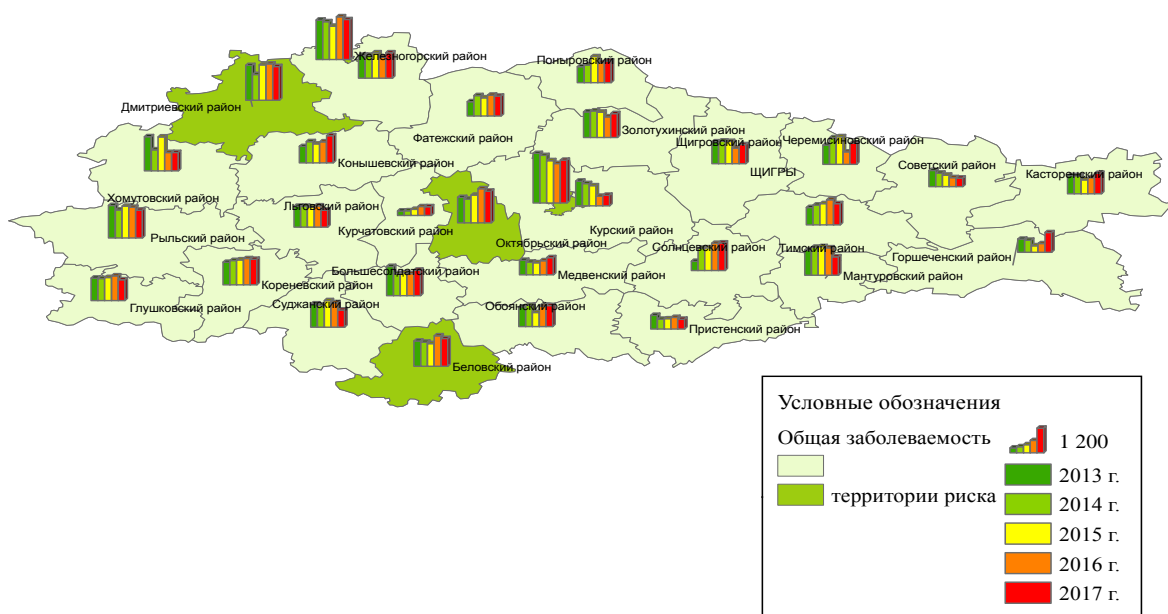 Железногорский район
Поныровский район
Дмитриевский район
Фатежский район
Золотухинский район
Щигровский район
Черемисиновский район
Конышевский район
ЩИГРЫ
Советский район
Касторенский район
Хомутовский район
Льговский район
Рыльский район
Курчатовский район
Октябрьский район
Курский район
Солнцевский район
Тимский район
Горшеченский район
Большесолдатский район
Медвенский район
Мантуровский район
Кореневский район
Глушковский район
Суджанский район
Обоянский район
Пристенский район
Беловский район
Условные обозначения
Общая заболеваемость
территории риска
1 200
2013 г.
2014 г.
2015 г.
2016 г.
2017 г.